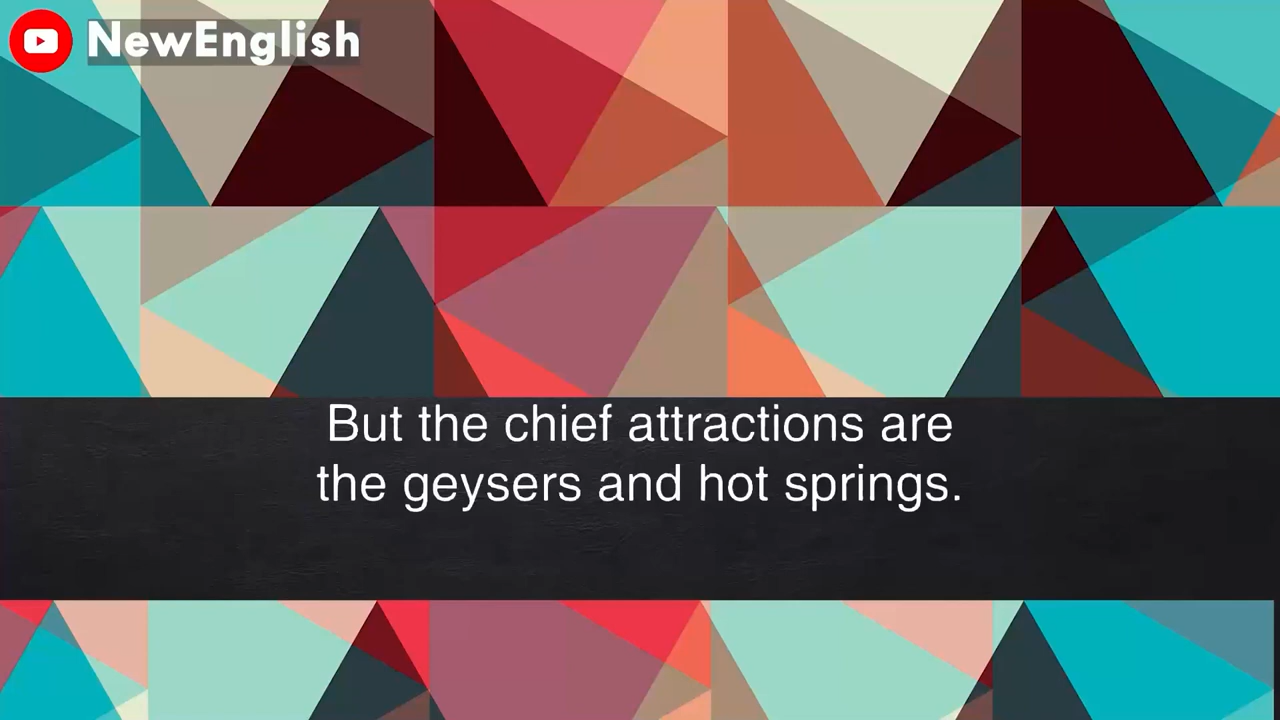 NewEnglish
But the chief attractions are
the geysers and hot springs.